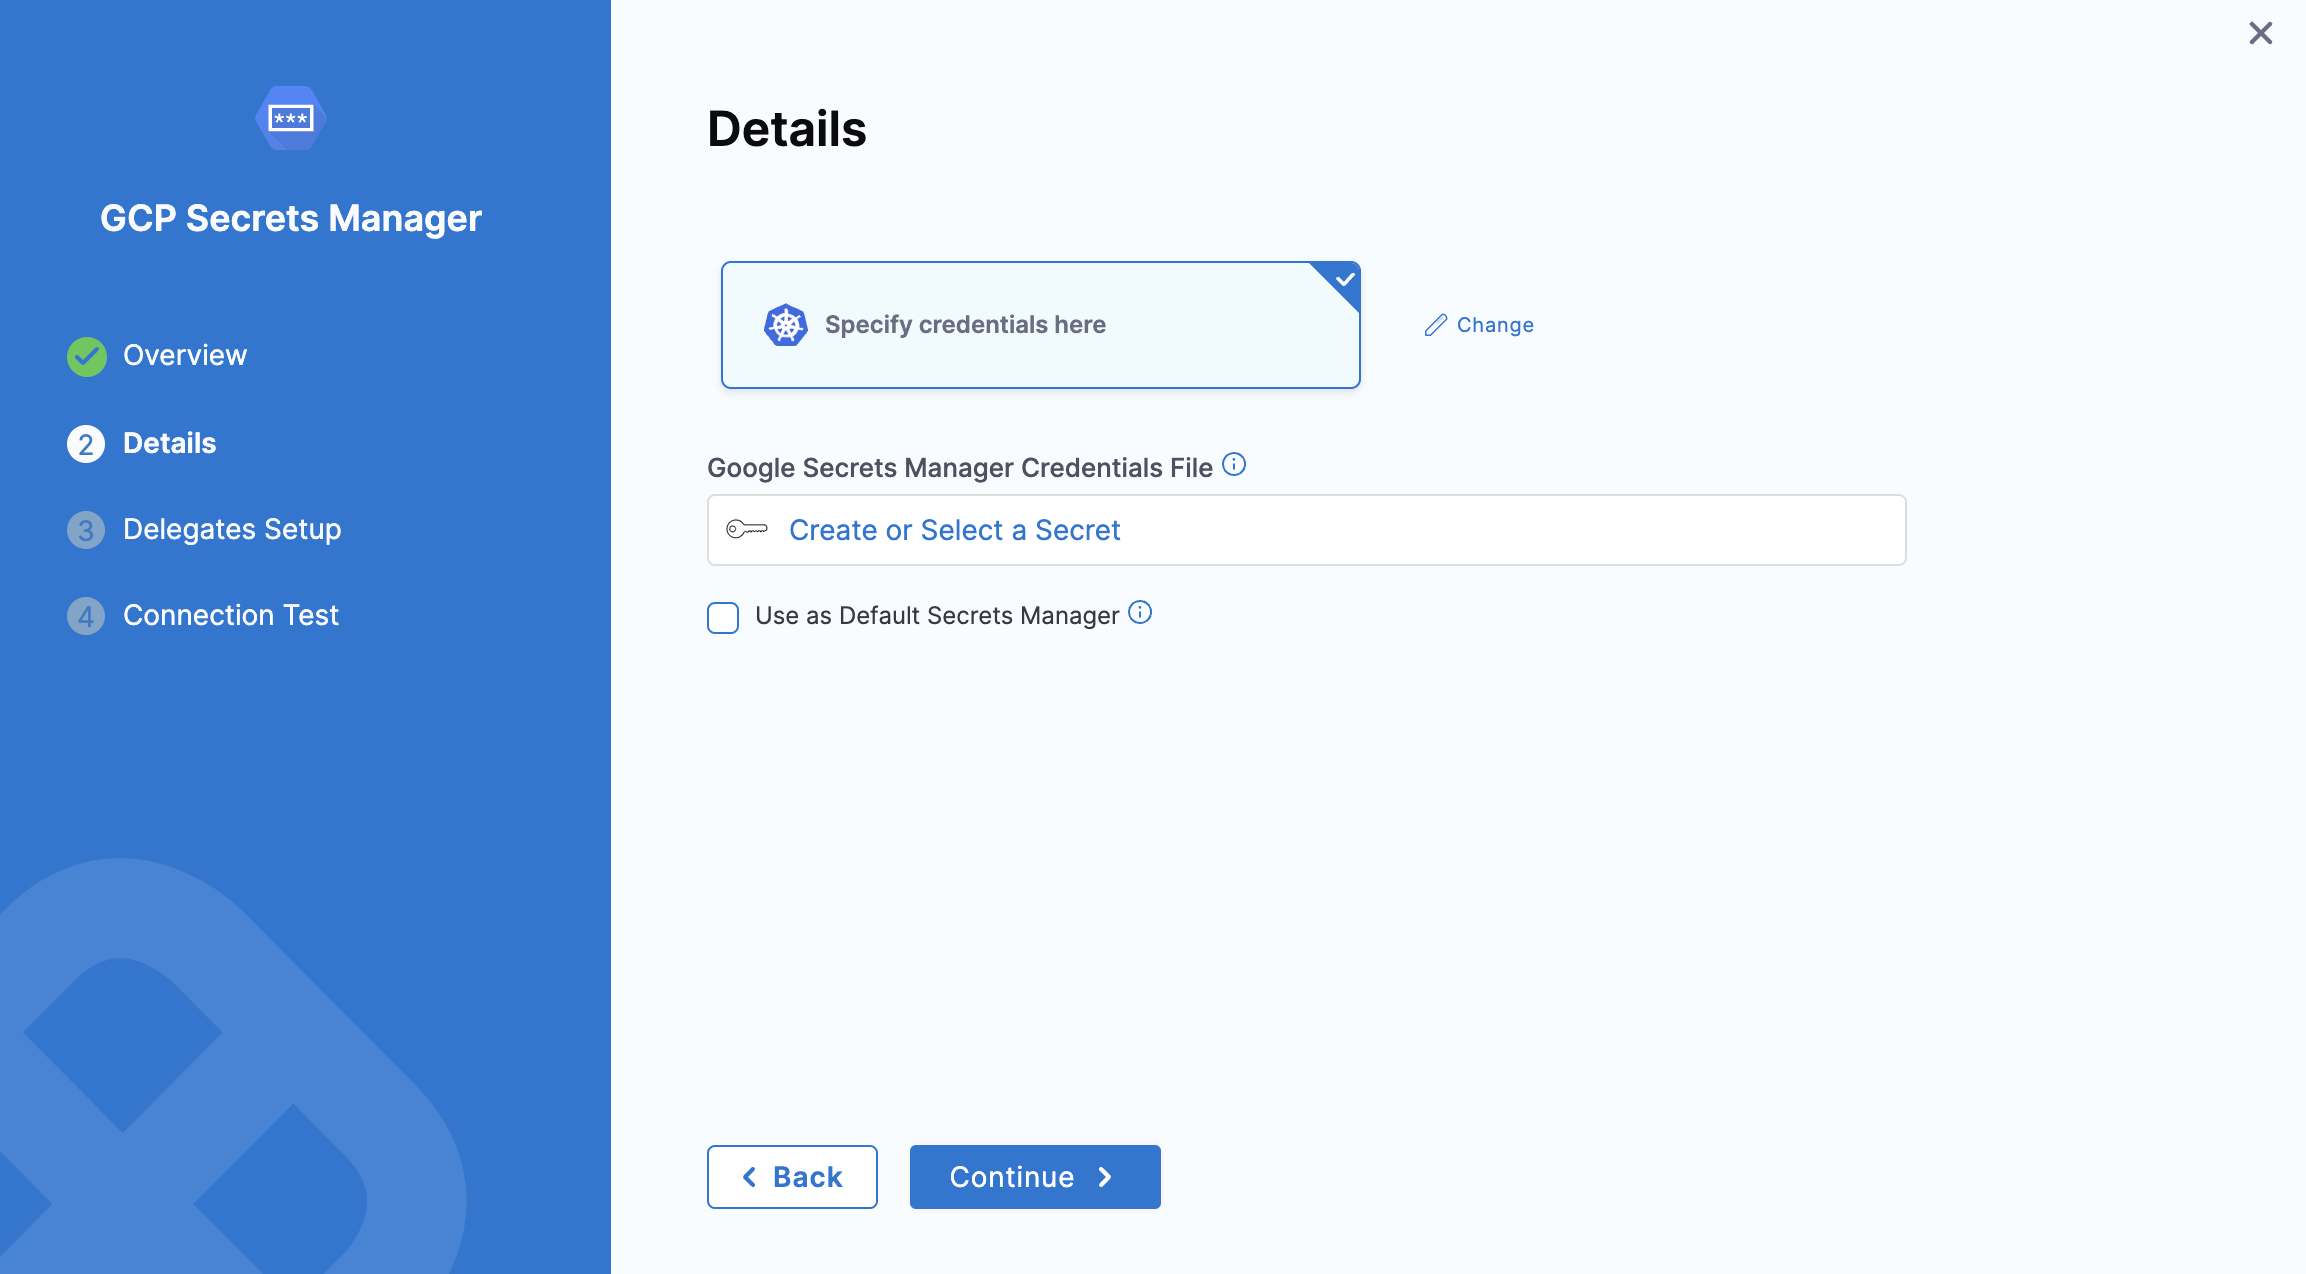 ***
GCP Secrets Manager
Overview
2 Details
3 Delegates Setup
4 Connection Test
Details
Specify credentials here
Change
Google Secrets Manager Credentials File
Create or Select a Secret
Use as Default Secrets Manager
Back
Continue